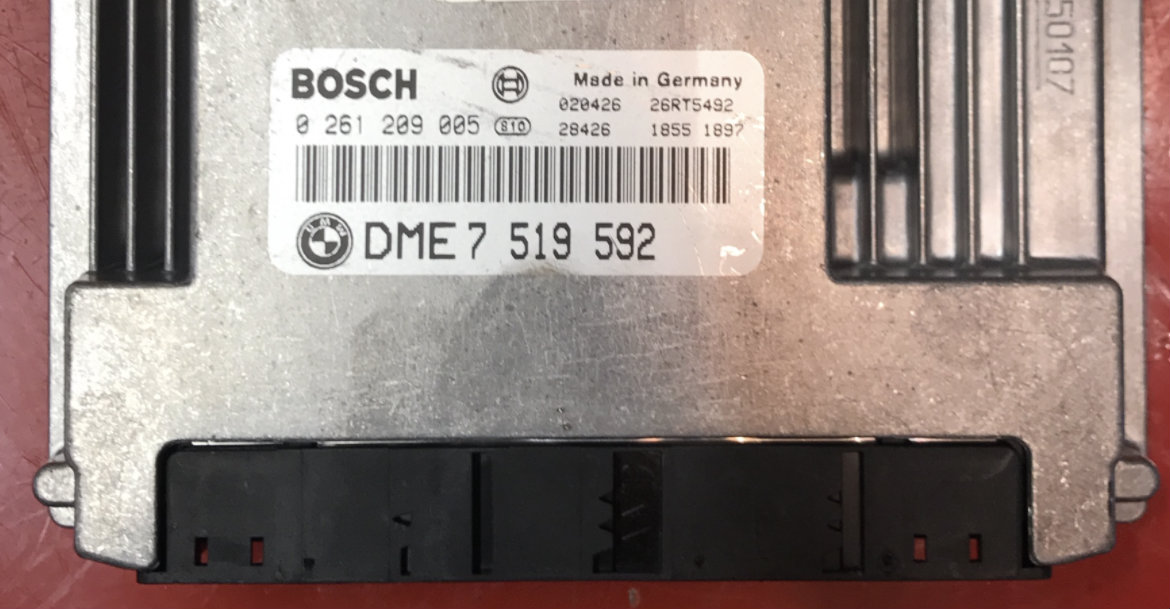 BOSCH Made in Germany
020426 26RT5492
0 261 209 005 S10 28426 1855 1897
BMW DME 7 519 592
50107